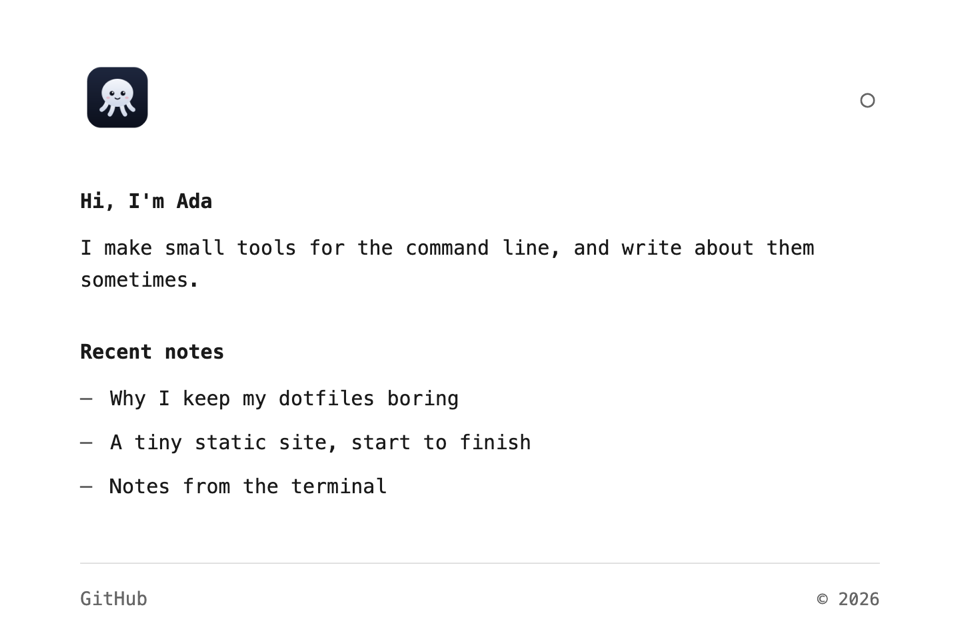 Hi, I'm Ada
I make small tools for the command line, and write about them
sometimes.
Recent notes
— Why I keep my dotfiles boring
— A tiny static site, start to finish
— Notes from the terminal
GitHub
© 2026